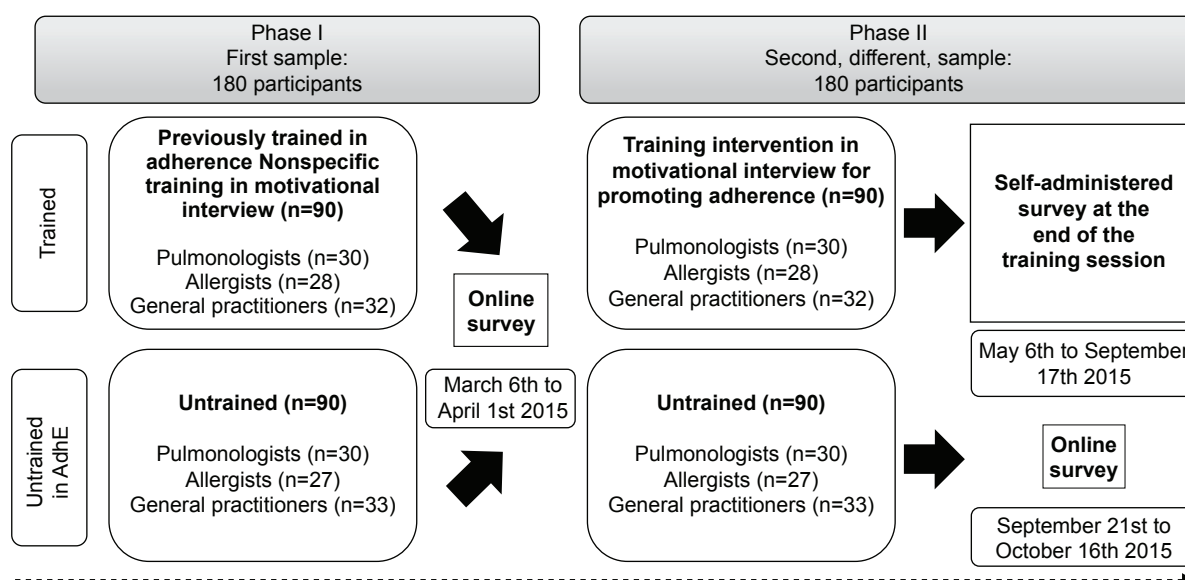 Phase I
First sample:
180 participants
Phase II
Second, different, sample:
180 participants
Trained
Previously trained in
adherence Nonspecific
training in motivational
interview (n=90)
Pulmonologists (n=30)
Allergists (n=28)
General practitioners (n=32)
Online
survey
March 6th to
April 1st 2015
Training intervention in
motivational interview for
promoting adherence (n=90)
Pulmonologists (n=30)
Allergists (n=28)
General practitioners (n=32)
Self-administered
survey at the
end of the
training session
May 6th to September
17th 2015
Untrained
in AdhE
Untrained (n=90)
Pulmonologists (n=30)
Allergists (n=27)
General practitioners (n=33)
Untrained (n=90)
Pulmonologists (n=30)
Allergists (n=27)
General practitioners (n=33)
Online
survey
September 21st to
October 16th 2015